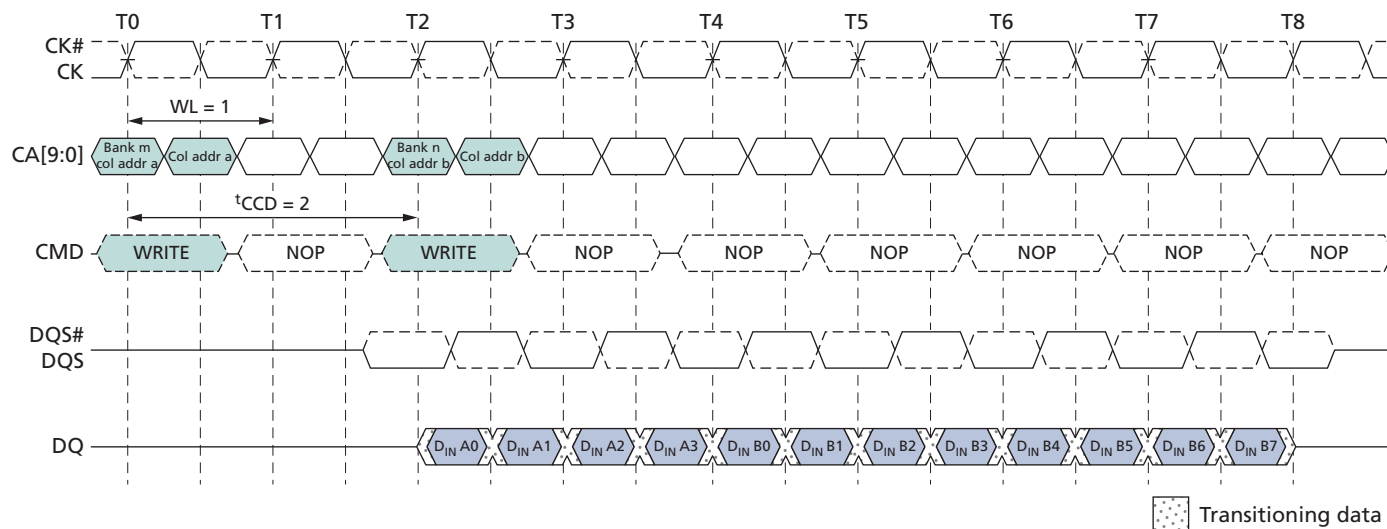 T0 T1 T2 T3 T4 T5 T6 T7 T8
CK#
CK
WL = 1
CA[9:0] Bank m col addr a Col addr a Bank n col addr b Col addr b
tCCD = 2
CMD WRITE NOP WRITE NOP NOP NOP NOP NOP NOP
DQS#
DQS
DQ DIN A0 DIN A1 DIN A2 DIN A3 DIN B0 DIN B1 DIN B2 DIN B3 DIN B4 DIN B5 DIN B6 DIN B7
Transitioning data